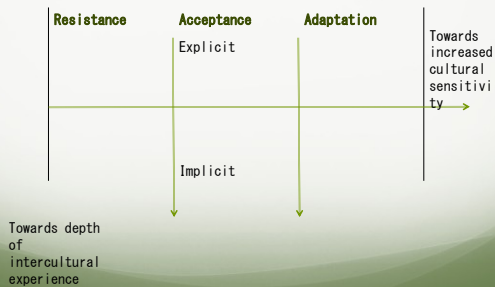 Resistance Acceptance Adaptation
Explicit
Towards
increased
cultural
sensitivi
ty
Implicit
Towards depth
of
intercultural
experience